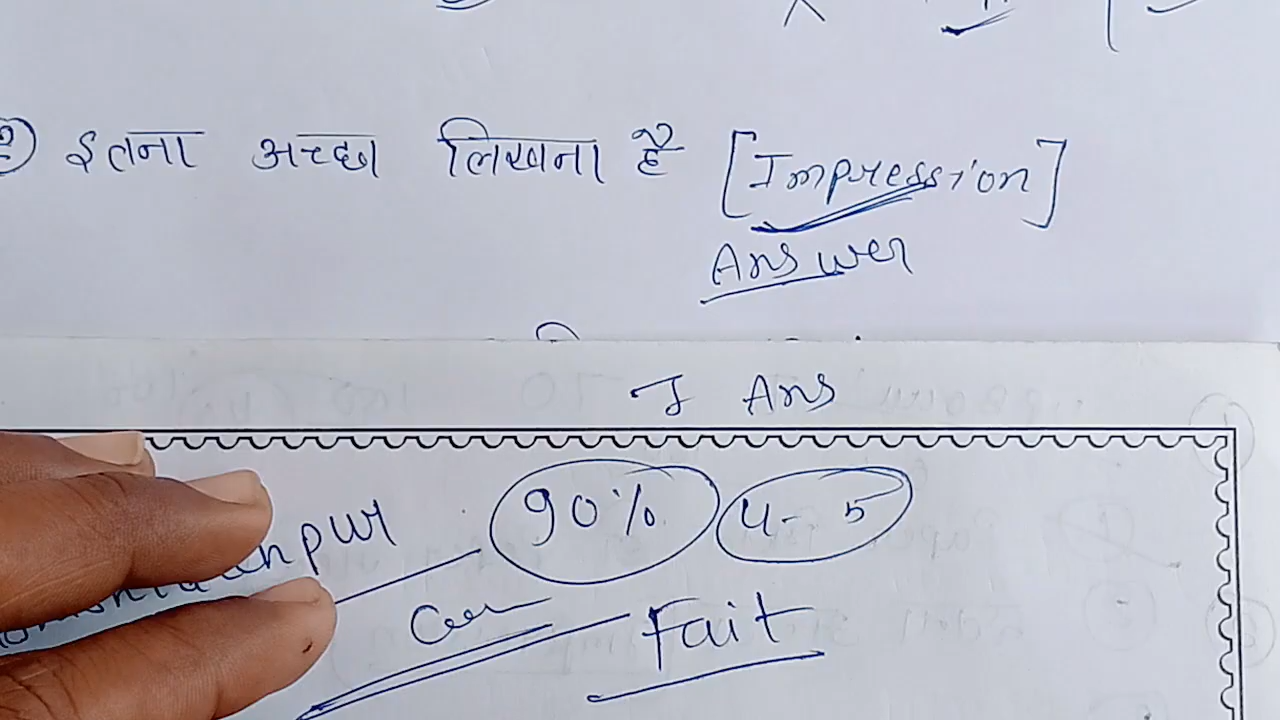 इतना अच्छा लिखना है [Impression]
Answer
I Ans
90% 4-5
Fait